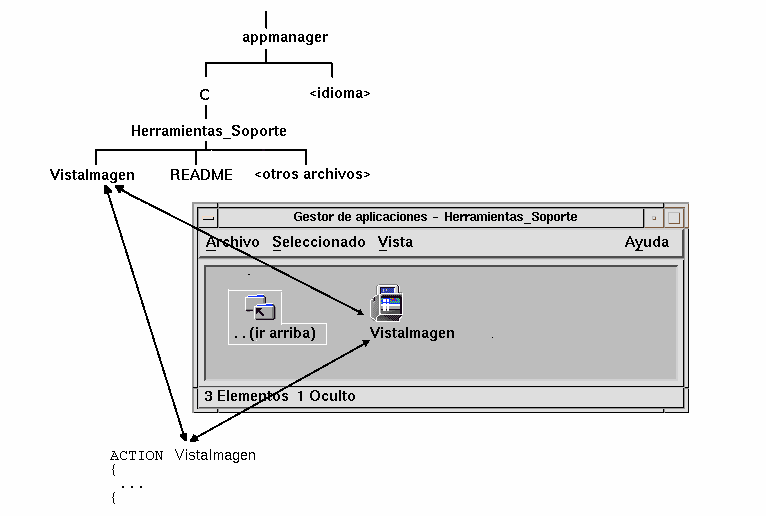 appmanager
C <idioma>
Herramientas_Soporte
VistaImagen README <otros archivos>
Gestor de aplicaciones - Herramientas_Soporte
Archivo Seleccionado Vista Ayuda
. . (ir arriba) VistaImagen
3 Elementos 1 Oculto
ACTION VistaImagen
{
...
{